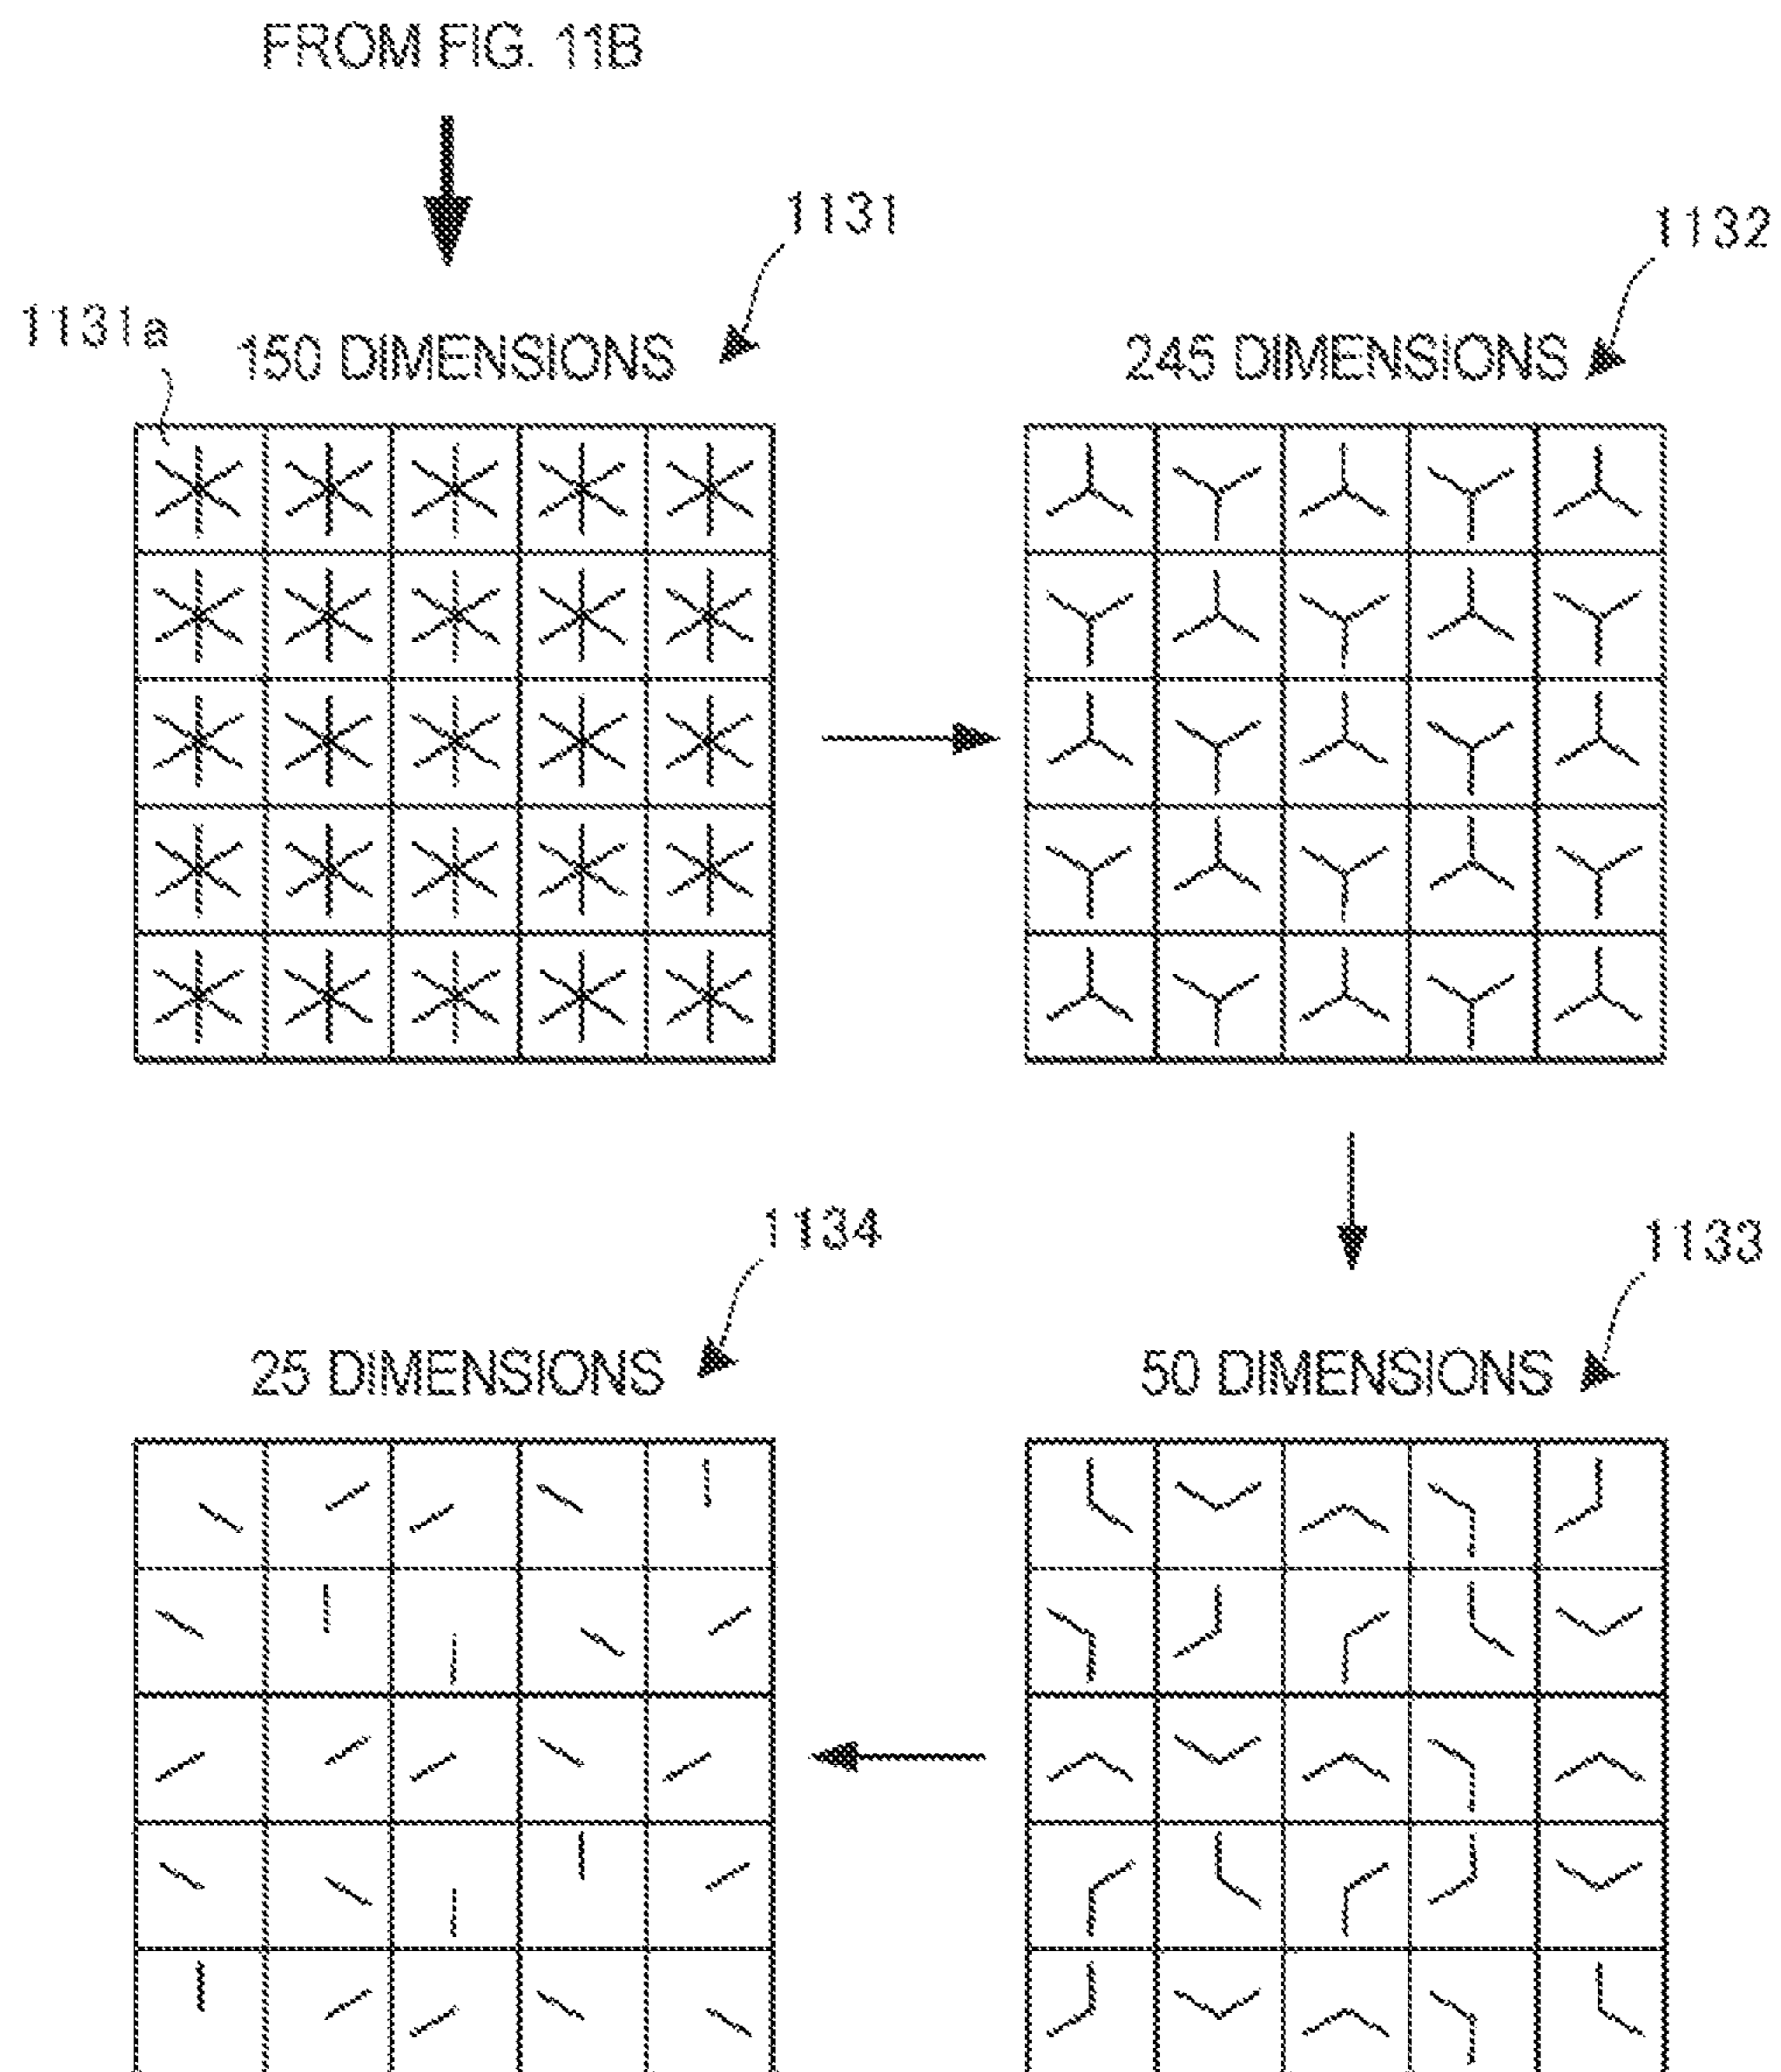 FROM FIG. 11B
1131
1132
1131a
150 DIMENSIONS
245 DIMENSIONS
1134
1133
25 DIMENSIONS
50 DIMENSIONS